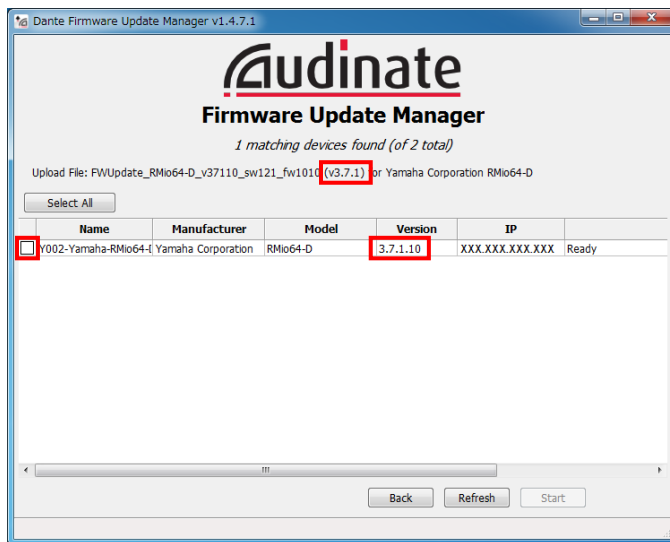 Dante Firmware Update Manager v1.4.7.1
Audinate
Firmware Update Manager
1 matching devices found (of 2 total)
Upload File: FWUpdate_RMio64-D_v37110_sw121_fw1010 (v3.7.1) for Yamaha Corporation RMio64-D
Select All
Name Manufacturer Model Version IP
Y002-Yamaha-RMio64-D Yamaha Corporation RMio64-D 3.7.1.10 XXX.XXX.XXX.XXX Ready
Back Refresh Start